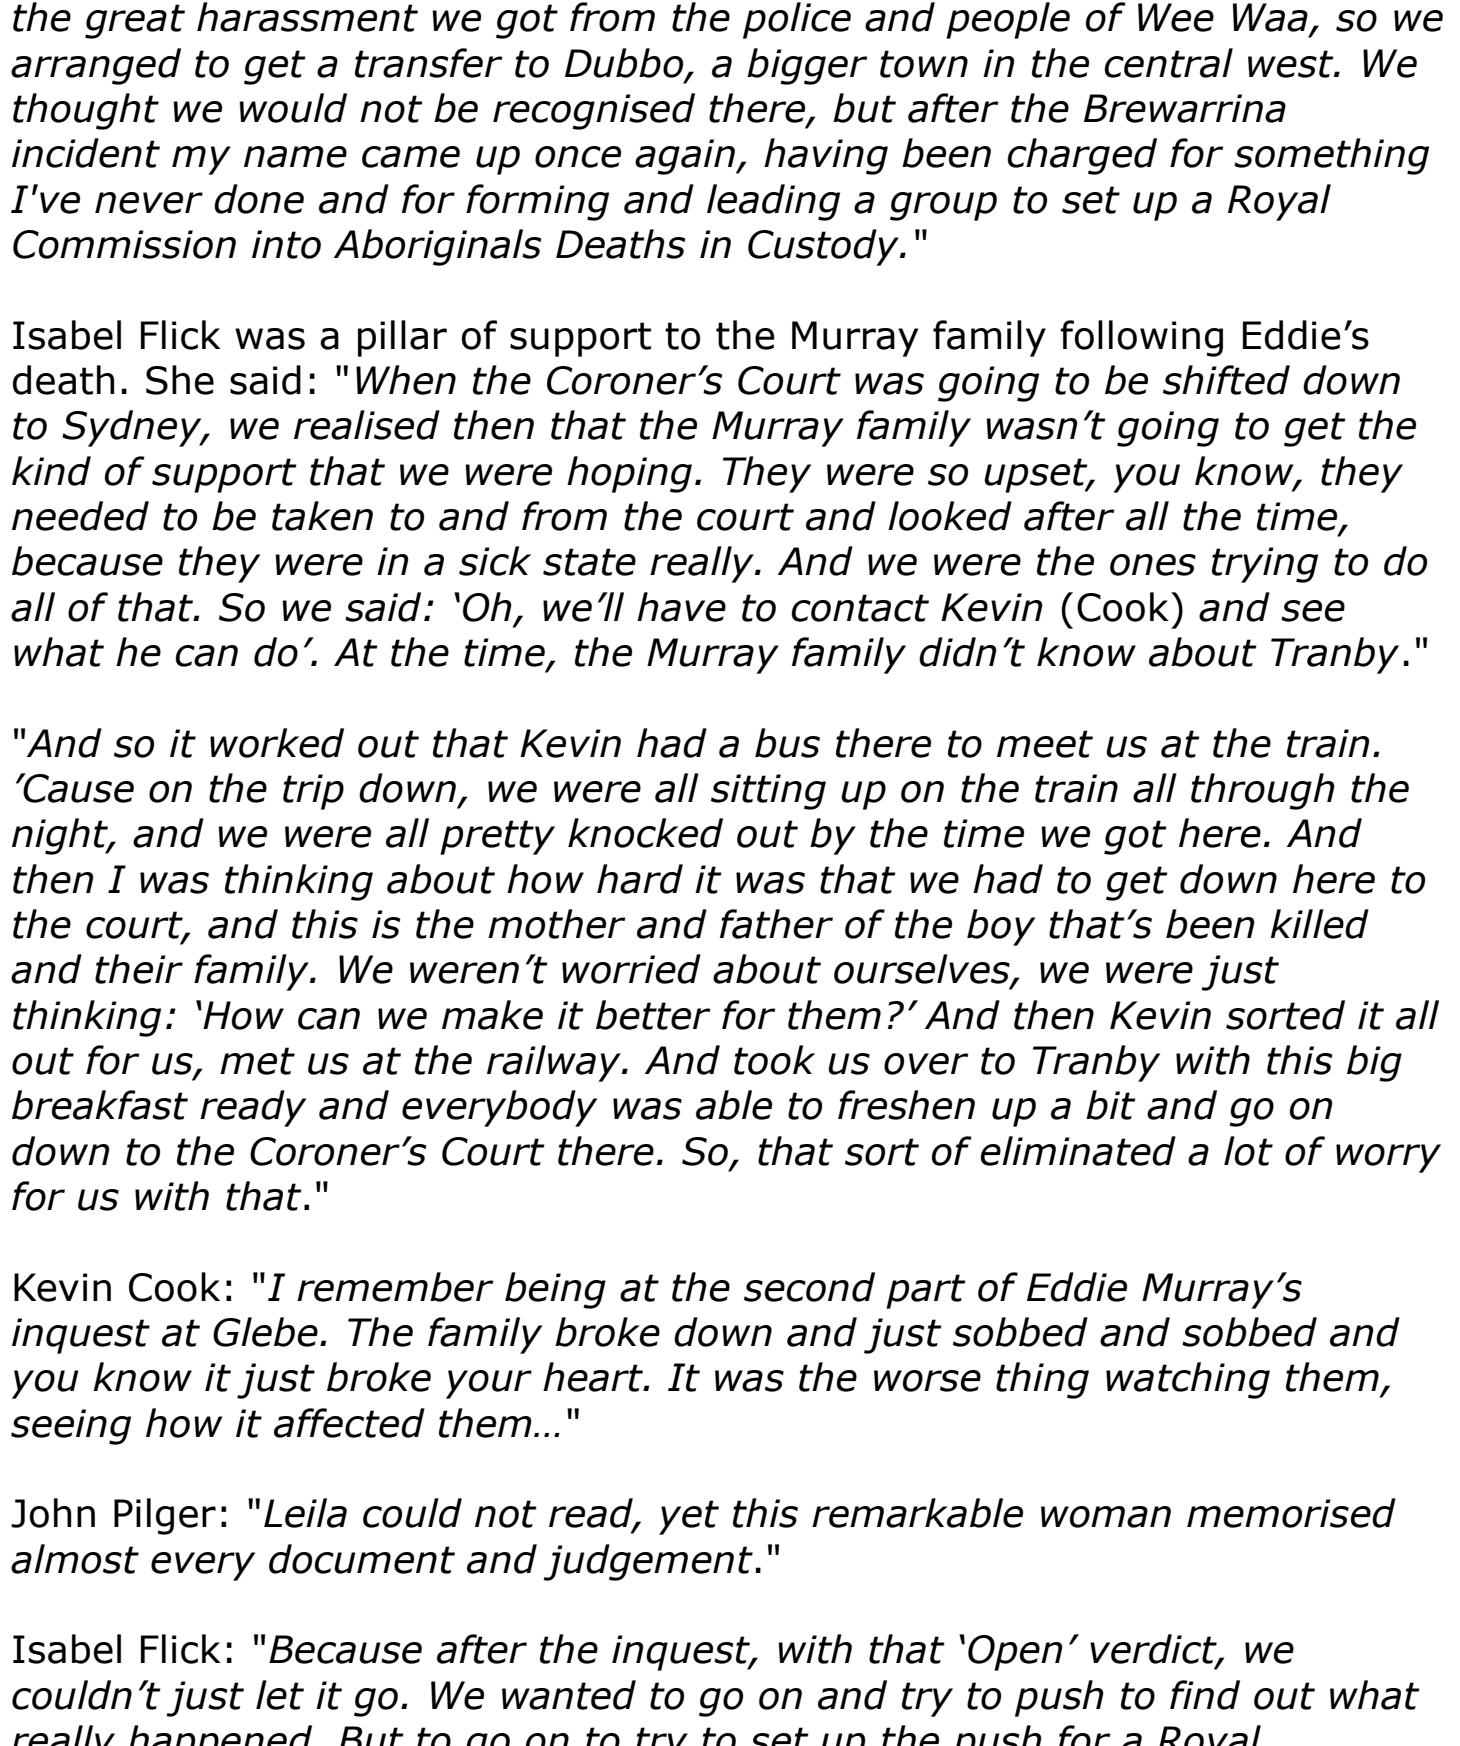 the great harassment we got from the police and people of Wee Waa, so we
arranged to get a transfer to Dubbo, a bigger town in the central west. We
thought we would not be recognised there, but after the Brewarrina
incident my name came up once again, having been charged for something
I've never done and for forming and leading a group to set up a Royal
Commission into Aboriginals Deaths in Custody."
Isabel Flick was a pillar of support to the Murray family following Eddie’s
death. She said: "When the Coroner’s Court was going to be shifted down
to Sydney, we realised then that the Murray family wasn’t going to get the
kind of support that we were hoping. They were so upset, you know, they
needed to be taken to and from the court and looked after all the time,
because they were in a sick state really. And we were the ones trying to do
all of that. So we said: ‘Oh, we’ll have to contact Kevin (Cook) and see
what he can do’. At the time, the Murray family didn’t know about Tranby."
"And so it worked out that Kevin had a bus there to meet us at the train.
’Cause on the trip down, we were all sitting up on the train all through the
night, and we were all pretty knocked out by the time we got here. And
then I was thinking about how hard it was that we had to get down here to
the court, and this is the mother and father of the boy that’s been killed
and their family. We weren’t worried about ourselves, we were just
thinking: ‘How can we make it better for them?’ And then Kevin sorted it all
out for us, met us at the railway. And took us over to Tranby with this big
breakfast ready and everybody was able to freshen up a bit and go on
down to the Coroner’s Court there. So, that sort of eliminated a lot of worry
for us with that."
Kevin Cook: "I remember being at the second part of Eddie Murray’s
inquest at Glebe. The family broke down and just sobbed and sobbed and
you know it just broke your heart. It was the worse thing watching them,
seeing how it affected them…"
John Pilger: "Leila could not read, yet this remarkable woman memorised
almost every document and judgement."
Isabel Flick: "Because after the inquest, with that ‘Open’ verdict, we
couldn’t just let it go. We wanted to go on and try to push to find out what
really happened. But to go on to try to set up the push for a Royal